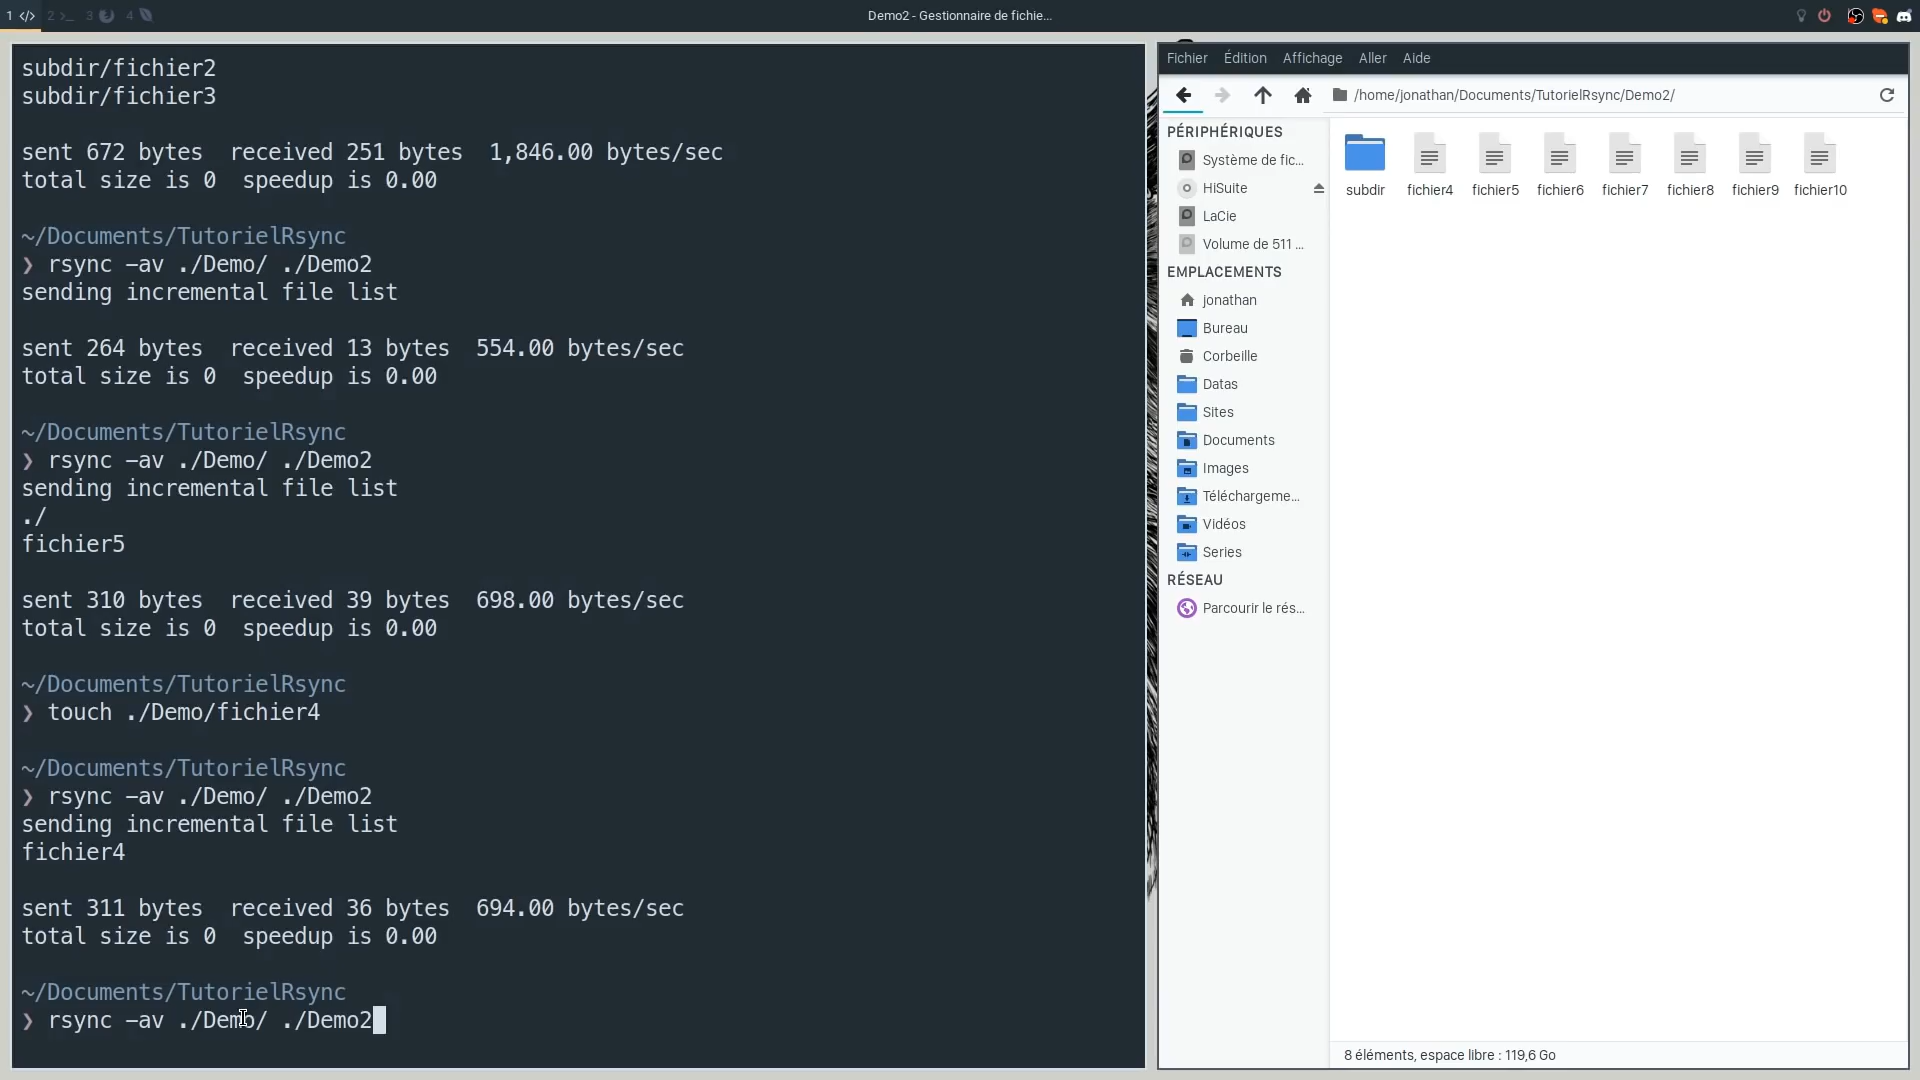 1 </> 2 >_ 3 4
Demo2 - Gestionnaire de fichie...
subdir/fichier2
subdir/fichier3
sent 672 bytes  received 251 bytes  1,846.00 bytes/sec
total size is 0  speedup is 0.00
~/Documents/TutorielRsync
❯ rsync -av ./Demo/ ./Demo2
sending incremental file list
sent 264 bytes  received 13 bytes  554.00 bytes/sec
total size is 0  speedup is 0.00
~/Documents/TutorielRsync
❯ rsync -av ./Demo/ ./Demo2
sending incremental file list
./
fichier5
sent 310 bytes  received 39 bytes  698.00 bytes/sec
total size is 0  speedup is 0.00
~/Documents/TutorielRsync
❯ touch ./Demo/fichier4
~/Documents/TutorielRsync
❯ rsync -av ./Demo/ ./Demo2
sending incremental file list
fichier4
sent 311 bytes  received 36 bytes  694.00 bytes/sec
total size is 0  speedup is 0.00
~/Documents/TutorielRsync
❯ rsync -av ./Demo/ ./Demo2
Fichier Édition Affichage Aller Aide
/home/jonathan/Documents/TutorielRsync/Demo2/
PÉRIPHÉRIQUES
Système de fic...
HiSuite
LaCie
Volume de 511 ...
EMPLACEMENTS
jonathan
Bureau
Corbeille
Datas
Sites
Documents
Images
Téléchargeme...
Vidéos
Series
RÉSEAU
Parcourir le rés...
subdir fichier4 fichier5 fichier6 fichier7 fichier8 fichier9 fichier10
8 éléments, espace libre : 119,6 Go